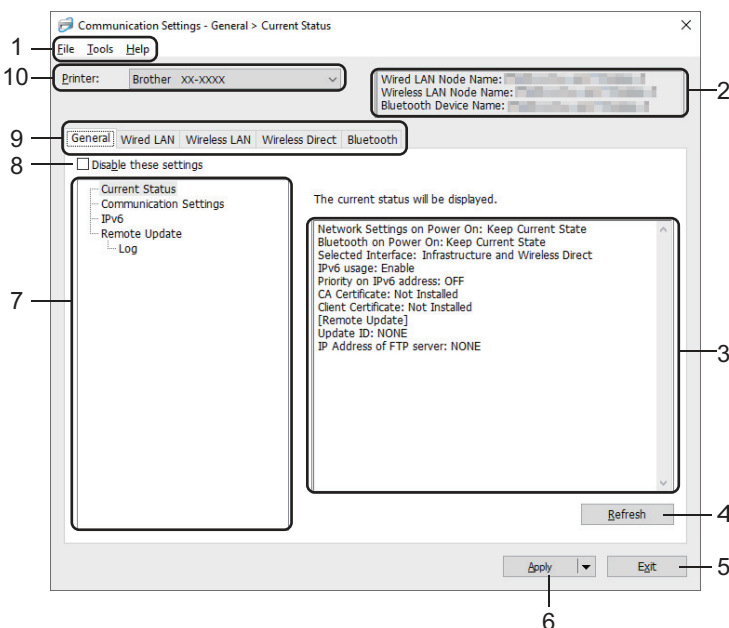 Communication Settings - General > Current Status
1
File Tools Help
10
Printer: Brother XX-XXXX
Wired LAN Node Name:
Wireless LAN Node Name:
Bluetooth Device Name:
2
9
General Wired LAN Wireless LAN Wireless Direct Bluetooth
8
Disable these settings
Current Status
Communication Settings
IPv6
Remote Update
Log
7
The current status will be displayed.
Network Settings on Power On: Keep Current State
Bluetooth on Power On: Keep Current State
Selected Interface: Infrastructure and Wireless Direct
IPv6 usage: Enable
Priority on IPv6 address: OFF
CA Certificate: Not Installed
Client Certificate: Not Installed
[Remote Update]
Update ID: NONE
IP Address of FTP server: NONE
3
Refresh
4
Apply
Exit
5
6